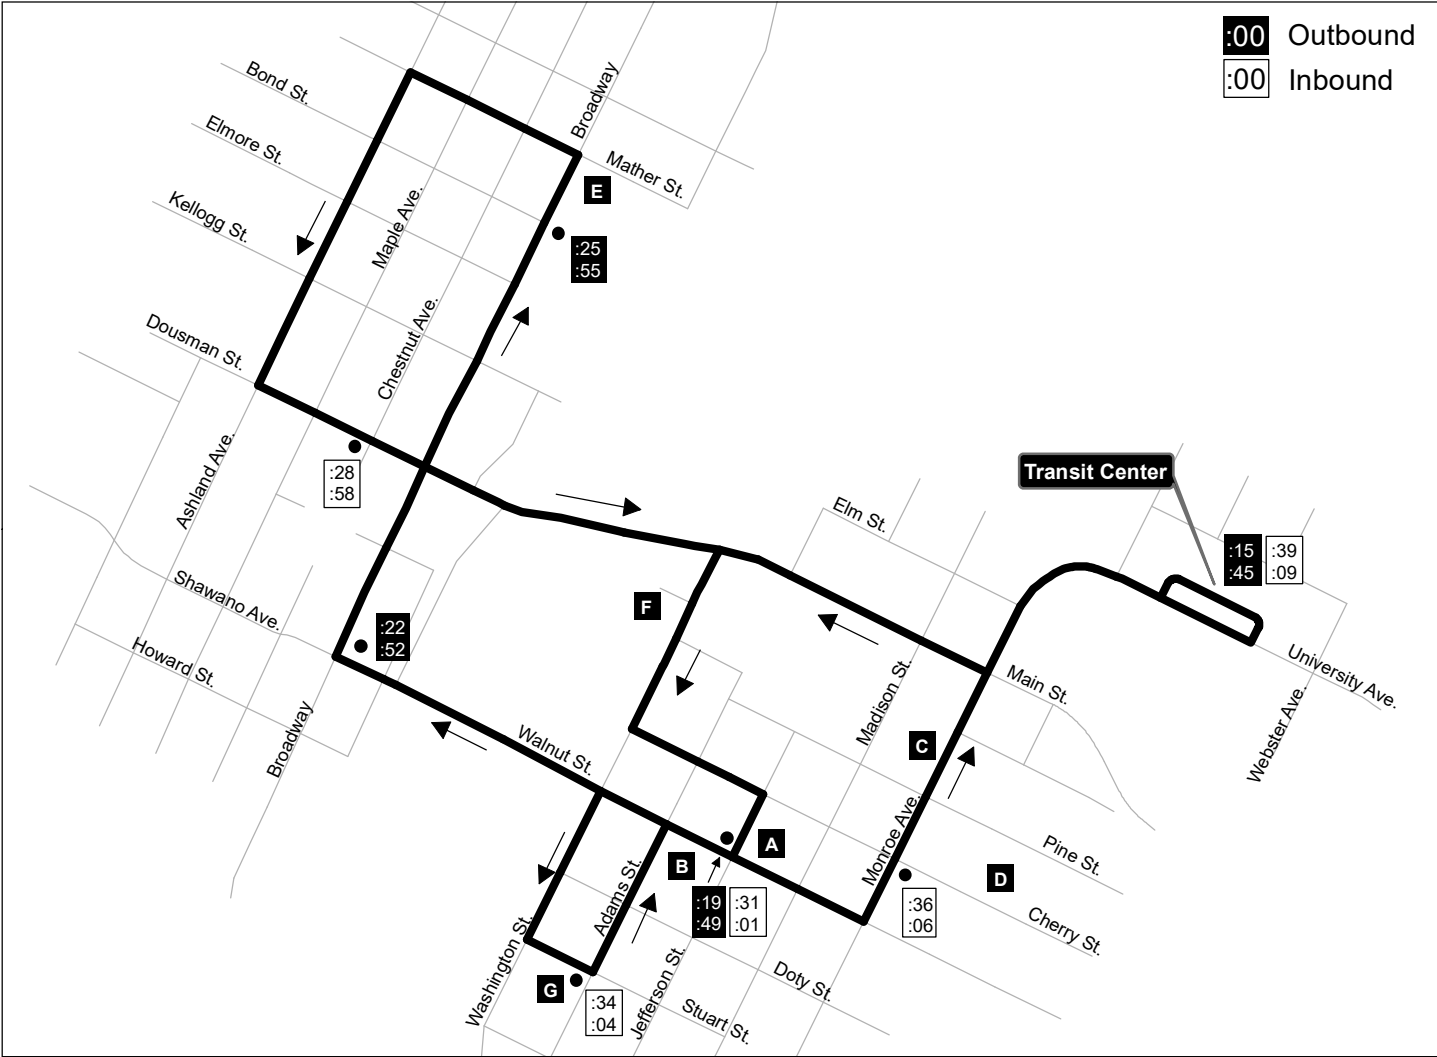 :00 Outbound
:00 Inbound
Bond St.
Broadway
Elmore St.
Mather St.
E
Kellogg St.
Maple Ave.
:25
:55
Dousman St.
Chestnut Ave.
Ashland Ave.
:28
:58
Transit Center
Elm St.
:15
:45
:39
:09
Shawano Ave.
F
:22
:52
Howard St.
University Ave.
Main St.
Madison St.
Webster Ave.
Broadway
Walnut St.
C
Monroe Ave.
A
Pine St.
B
D
Adams St.
:19
:49
:31
:01
:36
:06
Cherry St.
Washington St.
Jefferson St.
Doty St.
G
:34
:04
Stuart St.